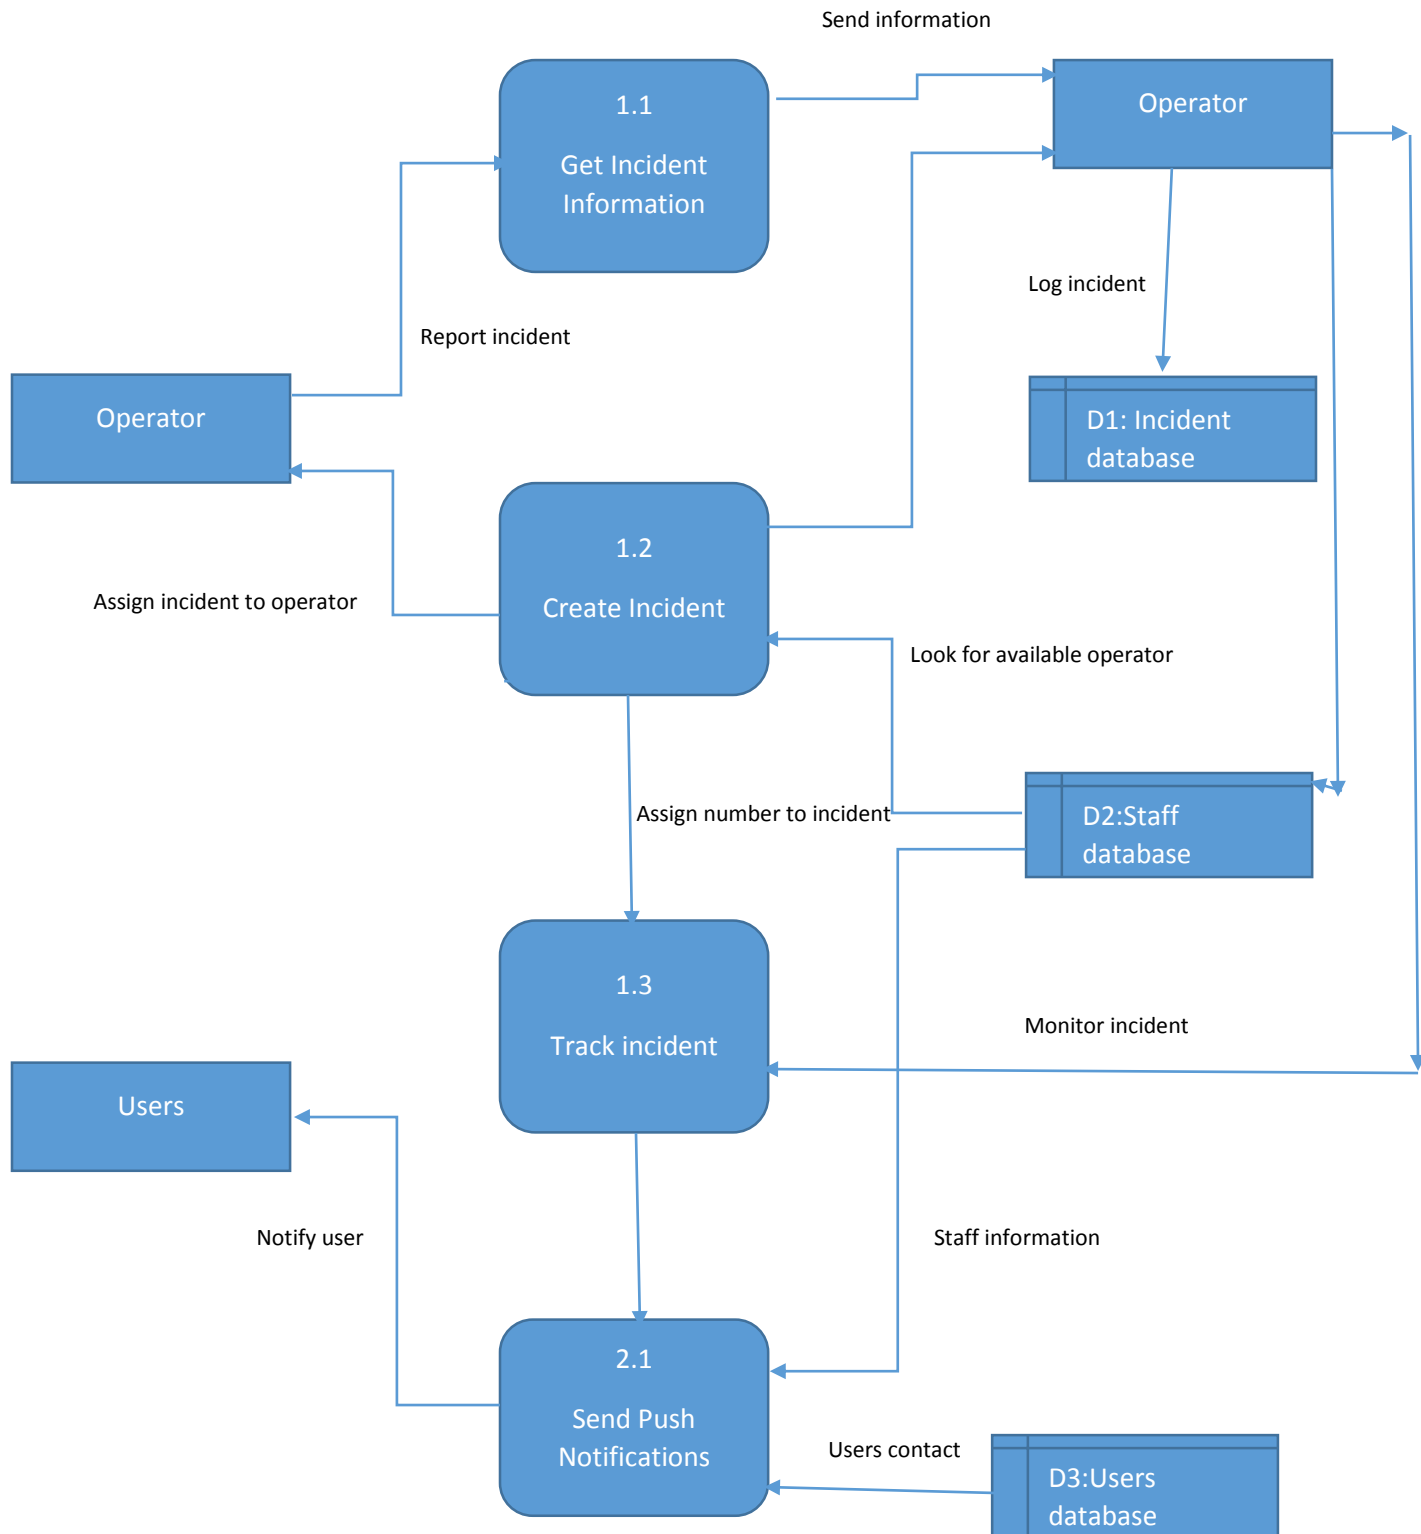 Send information
1.1
Get Incident
Information
Operator
Log incident
Report incident
Operator
D1: Incident
database
1.2
Create Incident
Assign incident to operator
Look for available operator
Assign number to incident
D2:Staff
database
1.3
Track incident
Monitor incident
Users
Notify user
Staff information
2.1
Send Push
Notifications
Users contact
D3:Users
database